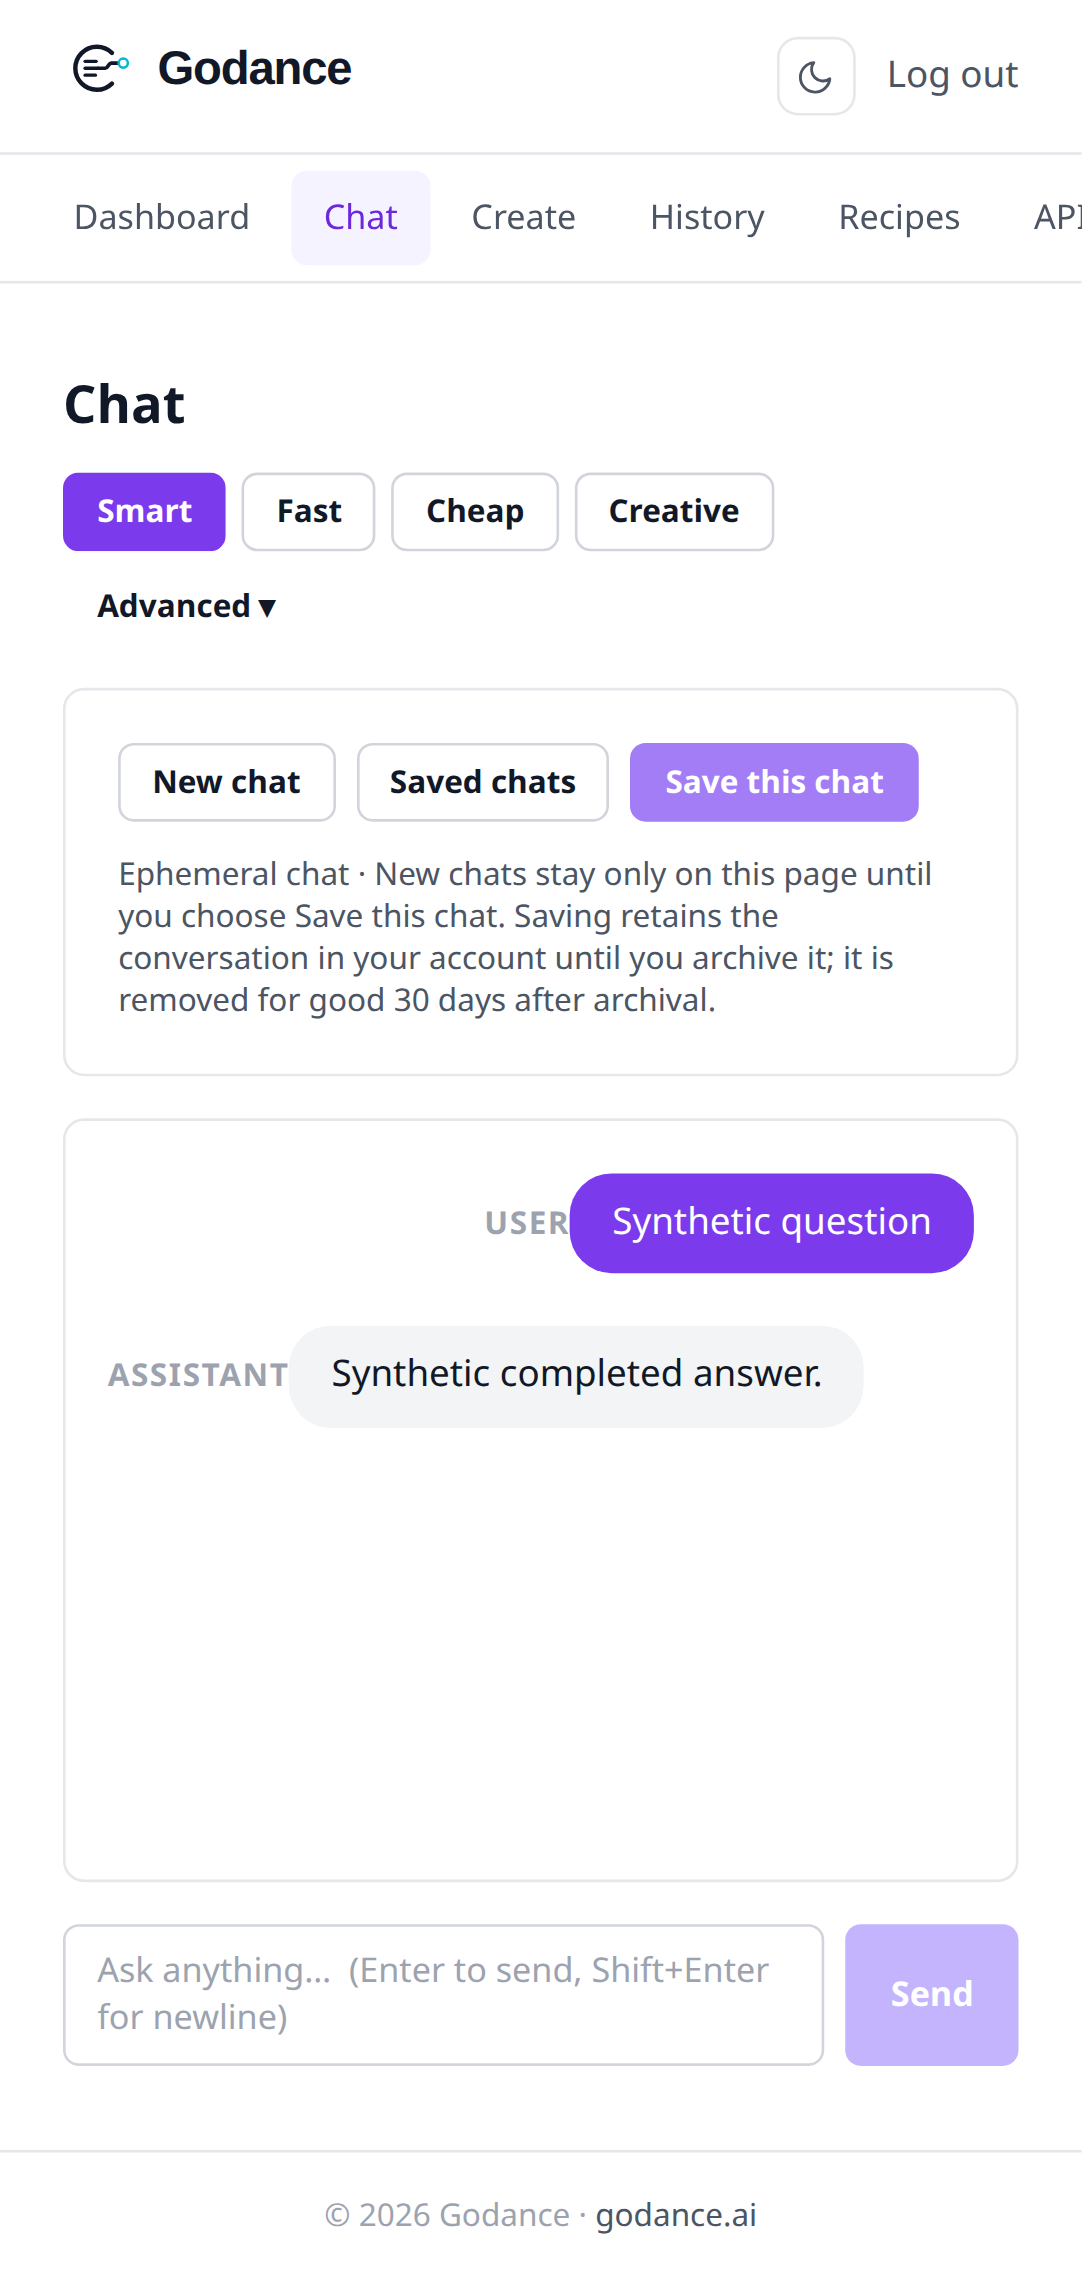 Godance
Log out
Dashboard Chat Create History Recipes API
Chat
Smart Fast Cheap Creative
Advanced ▼
New chat Saved chats Save this chat
Ephemeral chat · New chats stay only on this page until
you choose Save this chat. Saving retains the
conversation in your account until you archive it; it is
removed for good 30 days after archival.
USER Synthetic question
ASSISTANT Synthetic completed answer.
Ask anything... (Enter to send, Shift+Enter
for newline)
Send
© 2026 Godance · godance.ai